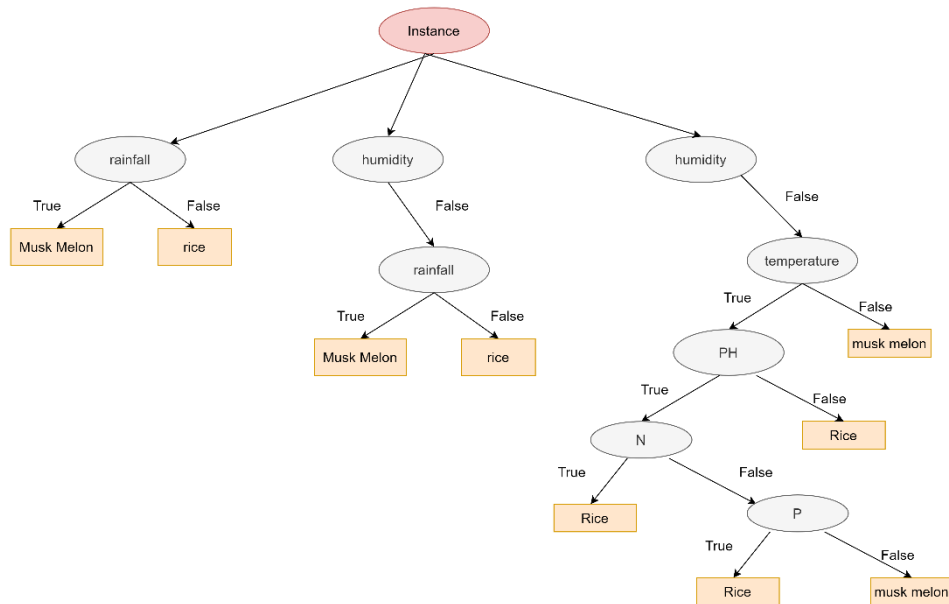 Instance
rainfall
humidity
humidity
True
False
False
False
Musk Melon
rice
rainfall
temperature
True
False
True
False
Musk Melon
rice
PH
musk melon
True
False
N
Rice
True
False
Rice
P
True
False
Rice
musk melon